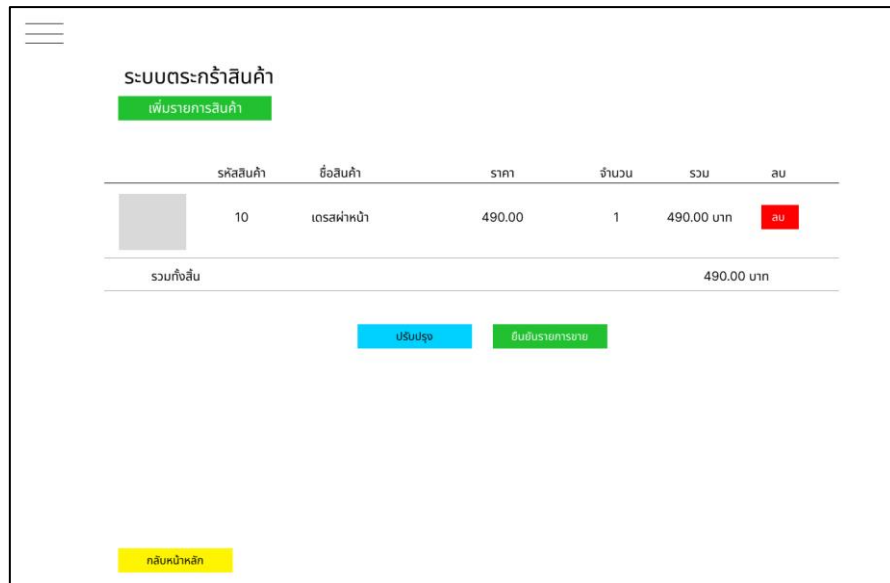 ระบบตระกร้าสินค้า
เพิ่มรายการสินค้า
รหัสสินค้า ชื่อสินค้า ราคา จำนวน รวม ลบ
10 เดรสผ่าหน้า 490.00 1 490.00 บาท ลบ
รวมทั้งสิ้น 490.00 บาท
ปรับปรุง ยืนยันรายการขาย
กลับหน้าหลัก